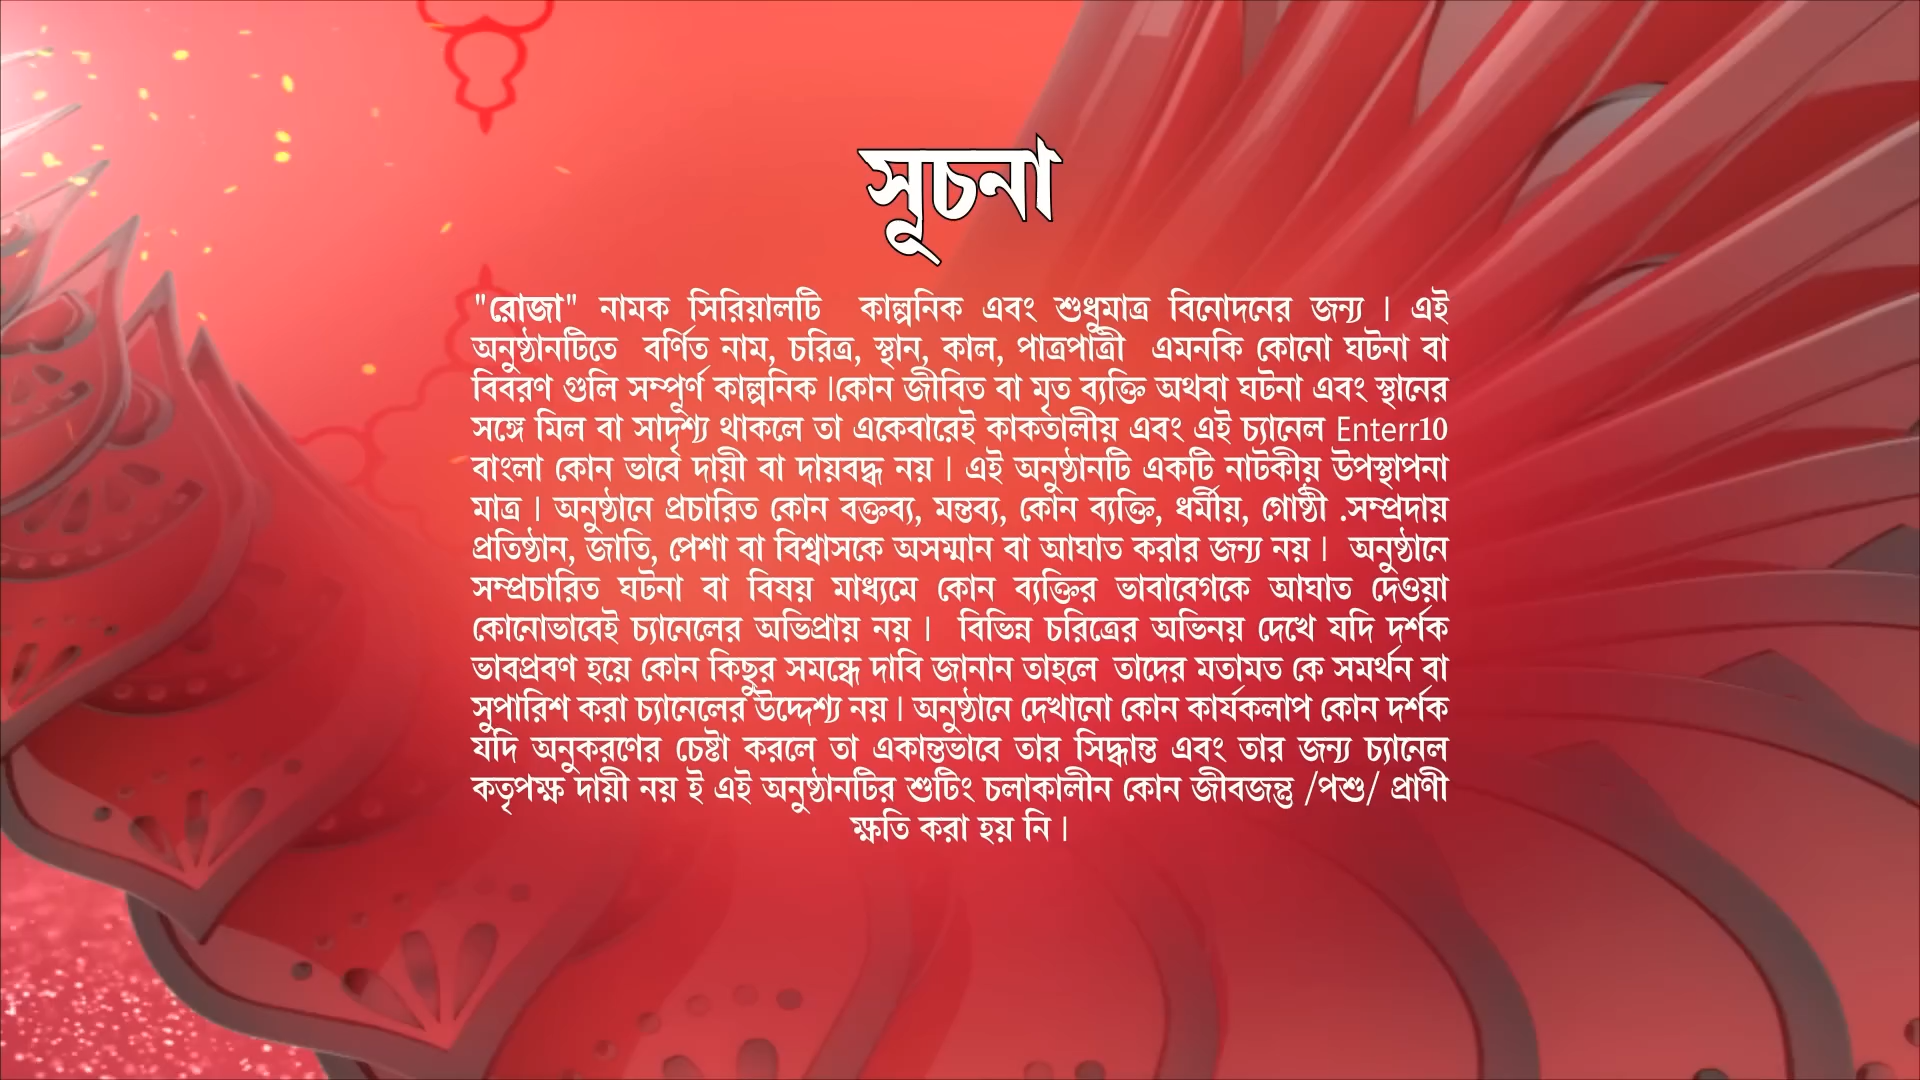 সূচনা
"রোজা" নামক সিরিয়ালটি কাল্পনিক এবং শুধুমাত্র বিনোদনের জন্য । এই
অনুষ্ঠানটিতে বর্ণিত নাম, চরিত্র, স্থান, কাল, পাত্রপাত্রী এমনকি কোনো ঘটনা বা
বিবরণ গুলি সম্পূর্ণ কাল্পনিক ।কোন জীবিত বা মৃত ব্যক্তি অথবা ঘটনা এবং স্থানের
সঙ্গে মিল বা সাদৃশ্য থাকলে তা একেবারেই কাকতালীয় এবং এই চ্যানেল Enterr10
বাংলা কোন ভাবে দায়ী বা দায়বদ্ধ নয় । এই অনুষ্ঠানটি একটি নাটকীয় উপস্থাপনা
মাত্র । অনুষ্ঠানে প্রচারিত কোন বক্তব্য, মন্তব্য, কোন ব্যক্তি, ধর্মীয়, গোষ্ঠী .সম্প্রদায়
প্রতিষ্ঠান, জাতি, পেশা বা বিশ্বাসকে অসম্মান বা আঘাত করার জন্য নয় । অনুষ্ঠানে
সম্প্রচারিত ঘটনা বা বিষয় মাধ্যমে কোন ব্যক্তির ভাবাবেগকে আঘাত দেওয়া
কোনোভাবেই চ্যানেলের অভিপ্রায় নয় । বিভিন্ন চরিত্রের অভিনয় দেখে যদি দর্শক
ভাবপ্রবণ হয়ে কোন কিছুর সমন্ধে দাবি জানান তাহলে তাদের মতামত কে সমর্থন বা
সুপারিশ করা চ্যানেলের উদ্দেশ্য নয় । অনুষ্ঠানে দেখানো কোন কার্যকলাপ কোন দর্শক
যদি অনুকরণের চেষ্টা করলে তা একান্তভাবে তার সিদ্ধান্ত এবং তার জন্য চ্যানেল
কতৃপক্ষ দায়ী নয় ই এই অনুষ্ঠানটির শুটিং চলাকালীন কোন জীবজন্তু /পশু/ প্রাণী
ক্ষতি করা হয় নি ।